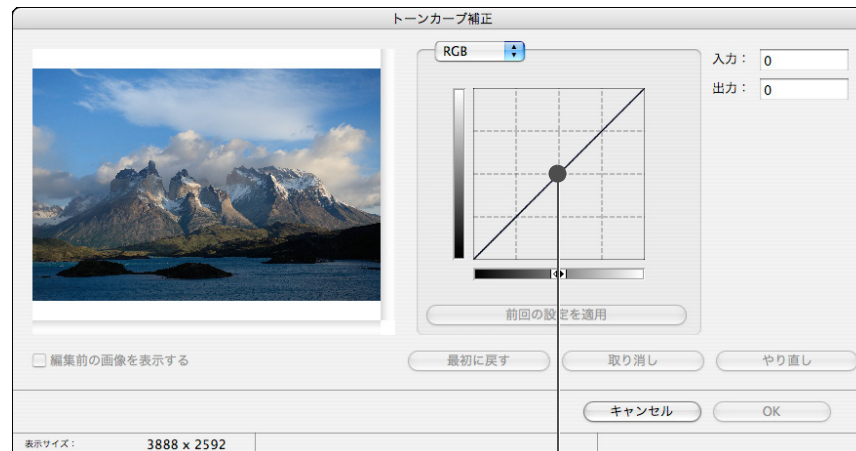 トーンカーブ補正
RGB
入力： 0
出力： 0
前回の設定を適用
編集前の画像を表示する
最初に戻す
取り消し
やり直し
キャンセル
OK
表示サイズ： 3888 x 2592